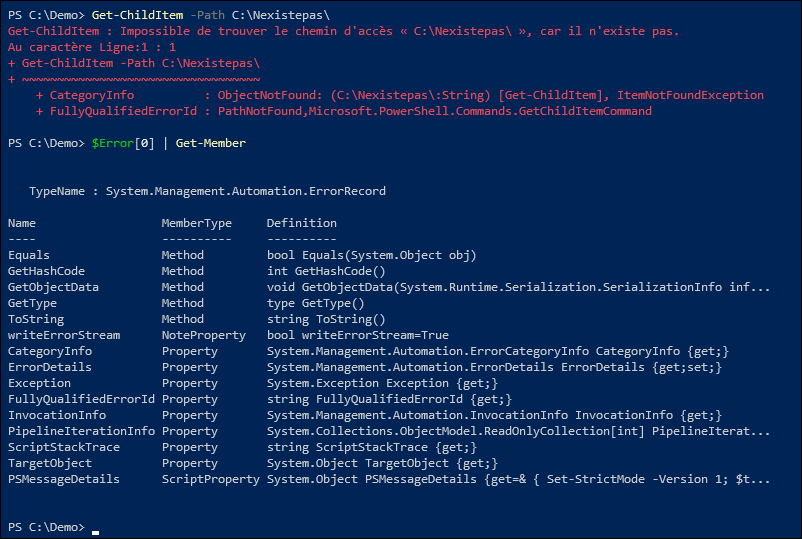 PS C:\Demo> Get-ChildItem -Path C:\Nexistepas\
Get-ChildItem : Impossible de trouver le chemin d'accès « C:\Nexistepas\ », car il n'existe pas.
Au caractère Ligne:1 : 1
+ Get-ChildItem -Path C:\Nexistepas\
+ ~~~~~~~~~~~~~~~~~~~~~~~~~~~~~~~~~~
    + CategoryInfo          : ObjectNotFound: (C:\Nexistepas\:String) [Get-ChildItem], ItemNotFoundException
    + FullyQualifiedErrorId : PathNotFound,Microsoft.PowerShell.Commands.GetChildItemCommand
PS C:\Demo> $Error[0] | Get-Member
   TypeName : System.Management.Automation.ErrorRecord
Name                  MemberType     Definition
----                  ----------     ----------
Equals                Method         bool Equals(System.Object obj)
GetHashCode           Method         int GetHashCode()
GetObjectData         Method         void GetObjectData(System.Runtime.Serialization.SerializationInfo inf...
GetType               Method         type GetType()
ToString              Method         string ToString()
writeErrorStream      NoteProperty   bool writeErrorStream=True
CategoryInfo          Property       System.Management.Automation.ErrorCategoryInfo CategoryInfo {get;}
ErrorDetails          Property       System.Management.Automation.ErrorDetails ErrorDetails {get;set;}
Exception             Property       System.Exception Exception {get;}
FullyQualifiedErrorId Property       string FullyQualifiedErrorId {get;}
InvocationInfo        Property       System.Management.Automation.InvocationInfo InvocationInfo {get;}
PipelineIterationInfo Property       System.Collections.ObjectModel.ReadOnlyCollection[int] PipelineIterat...
ScriptStackTrace      Property       string ScriptStackTrace {get;}
TargetObject          Property       System.Object TargetObject {get;}
PSMessageDetails      ScriptProperty System.Object PSMessageDetails {get=& { Set-StrictMode -Version 1; $t...
PS C:\Demo>